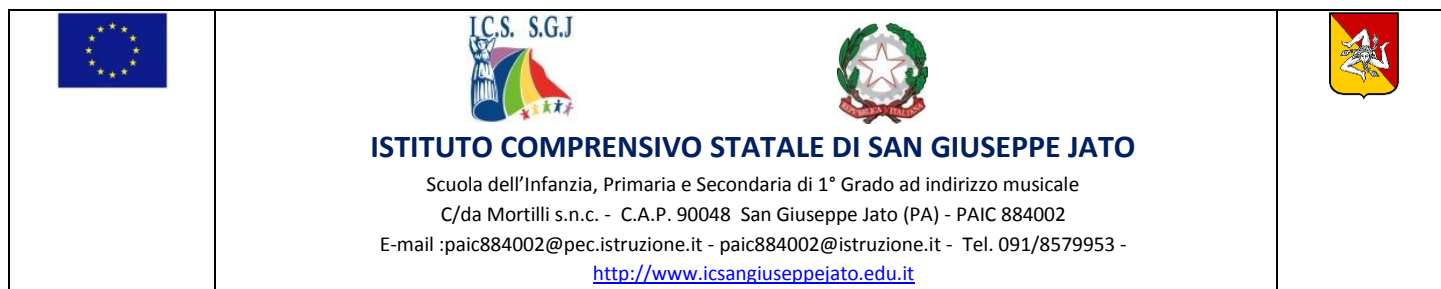 I.C.S. S.G.J
REPVBBLICA ITALIANA
ISTITUTO COMPRENSIVO STATALE DI SAN GIUSEPPE JATO
Scuola dell'Infanzia, Primaria e Secondaria di 1° Grado ad indirizzo musicale
C/da Mortilli s.n.c. - C.A.P. 90048 San Giuseppe Jato (PA) - PAIC 884002
E-mail :paic884002@pec.istruzione.it - paic884002@istruzione.it - Tel. 091/8579953 -
http://www.icsangiuseppejato.edu.it